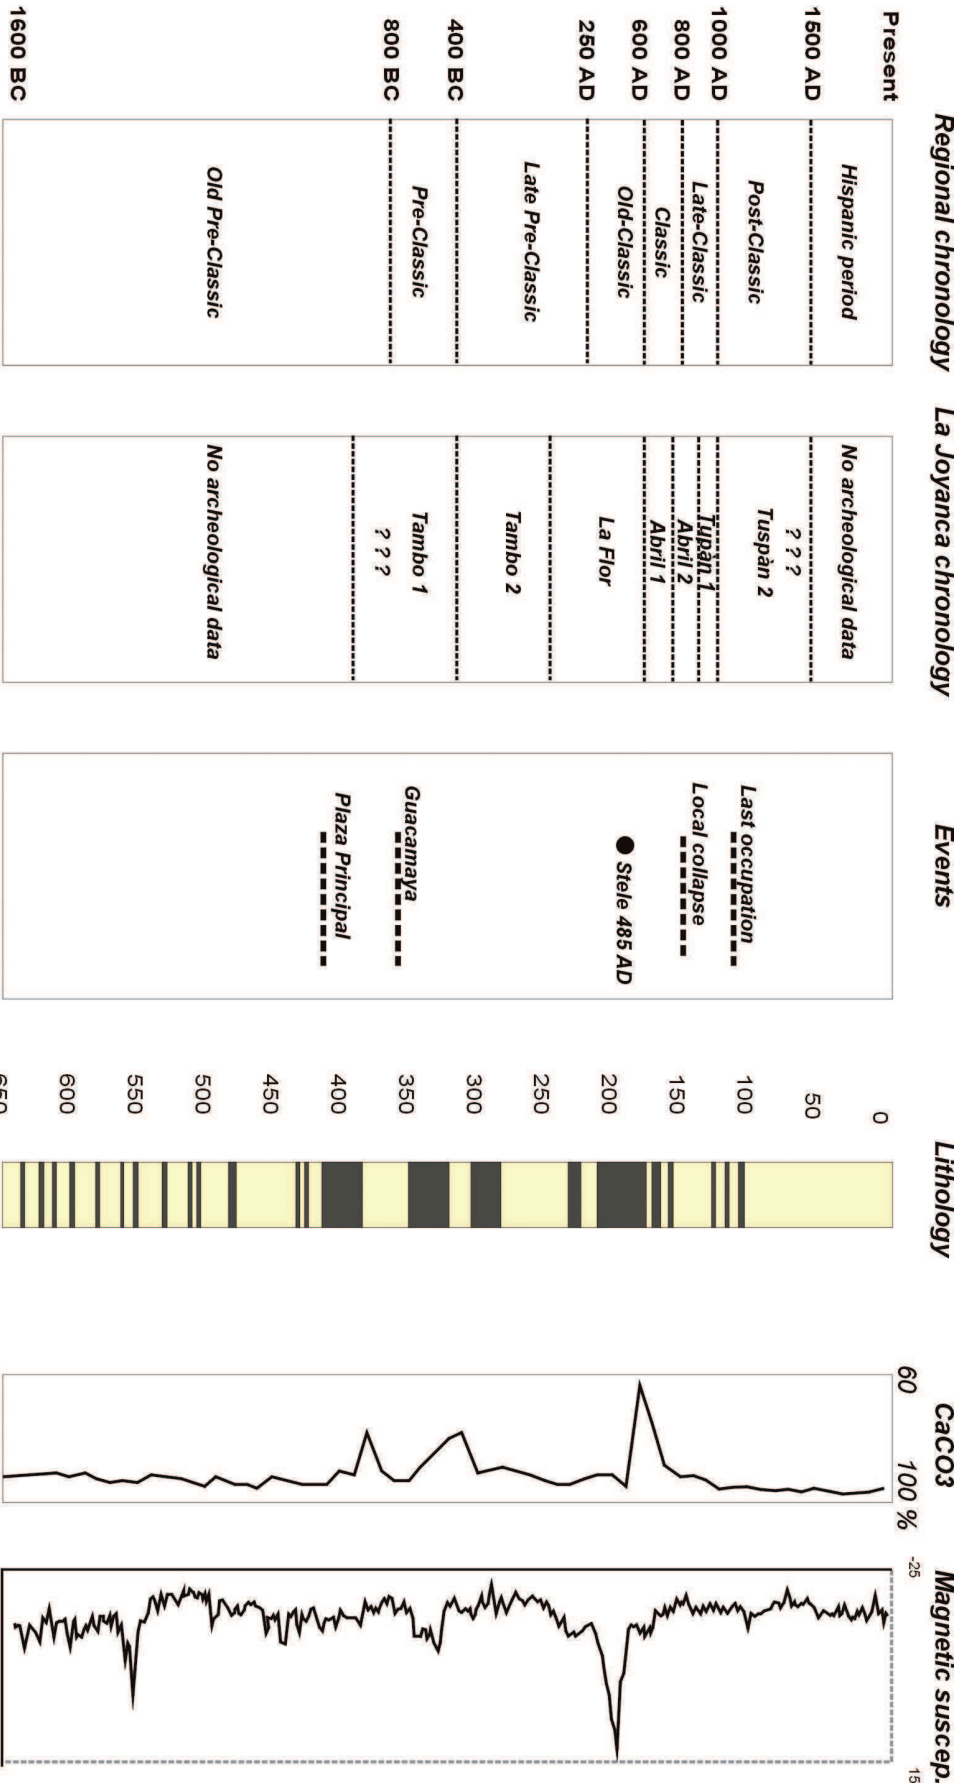 Regional chronology
Present
1500 AD
1000 AD
800 AD
600 AD
250 AD
400 BC
800 BC
1600 BC
Hispanic period
Post-Classic
Late-Classic
Classic
Old-Classic
Late Pre-Classic
Pre-Classic
Old Pre-Classic
La Joyanca chronology
No archeological data
? ? ?
Tuspàn 2
Tupàn 1
Abril 2
Abril 1
La Flor
Tambo 2
Tambo 1
? ? ?
No archeological data
Events
Last occupation
Local collapse
Stele 485 AD
Guacamaya
Plaza Principal
Lithology
0
50
100
150
200
250
300
350
400
450
500
550
600
650
CaCO3
60
100 %
Magnetic suscep.
-25
15